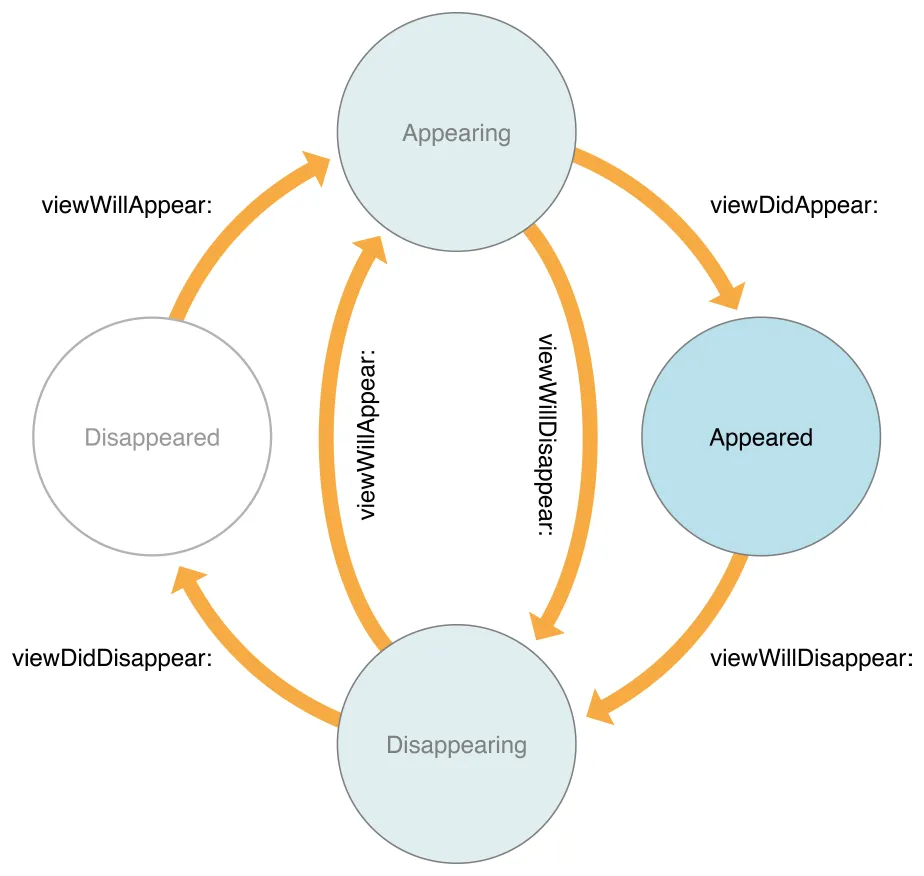 Appearing
viewWillAppear:
viewDidAppear:
viewWillAppear:
viewWillDisappear:
Disappeared
Appeared
viewDidDisappear:
viewWillDisappear:
Disappearing